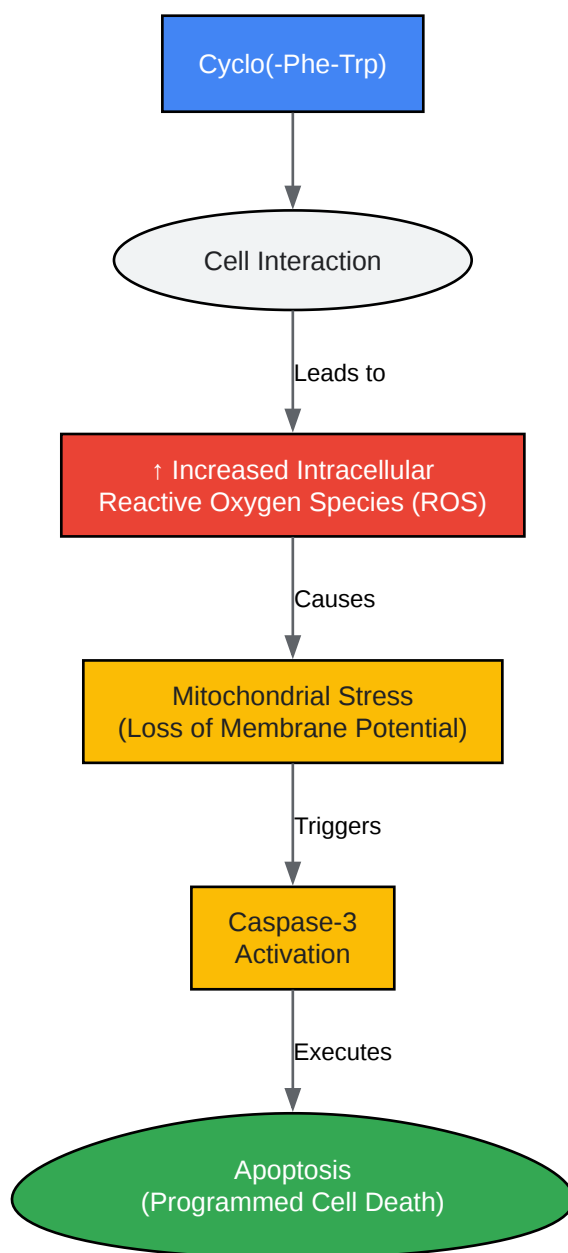 Cyclo(-Phe-Trp)
Cell Interaction
Leads to
↑ Increased Intracellular
Reactive Oxygen Species (ROS)
Causes
Mitochondrial Stress
(Loss of Membrane Potential)
Triggers
Caspase-3
Activation
Executes
Apoptosis
(Programmed Cell Death)